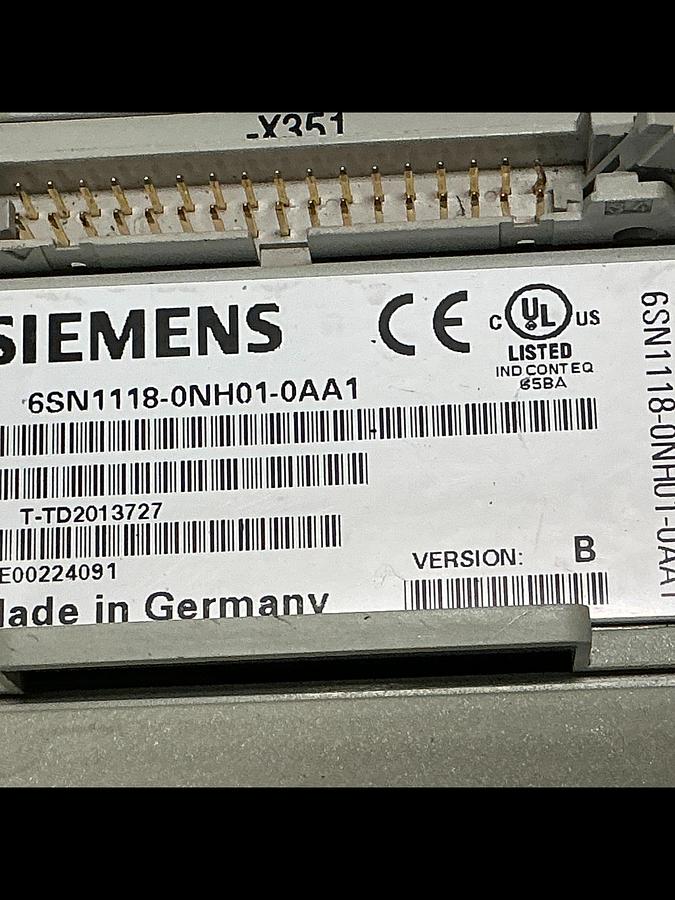 -X351
SIEMENS
CE
C UL US
LISTED
IND CONT EQ
65BA
6SN1118-0NH01-0AA1
T-TD2013727
E00224091
VERSION: B
Made in Germany
6SN1118-0NH01-0AA1